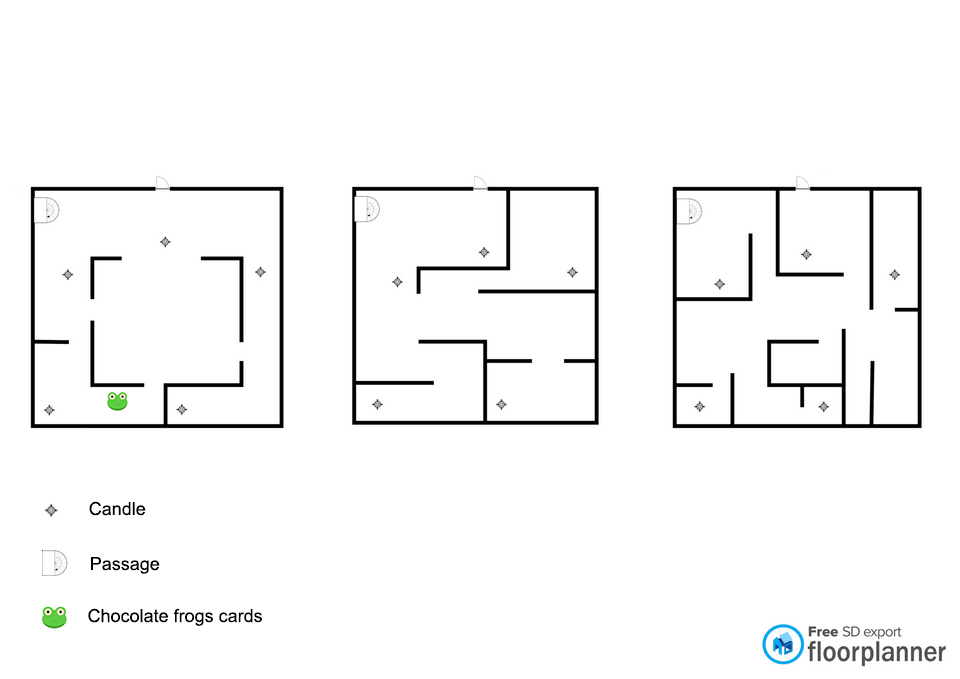 Candle
Passage
Chocolate frogs cards
Free SD export
floorplanner